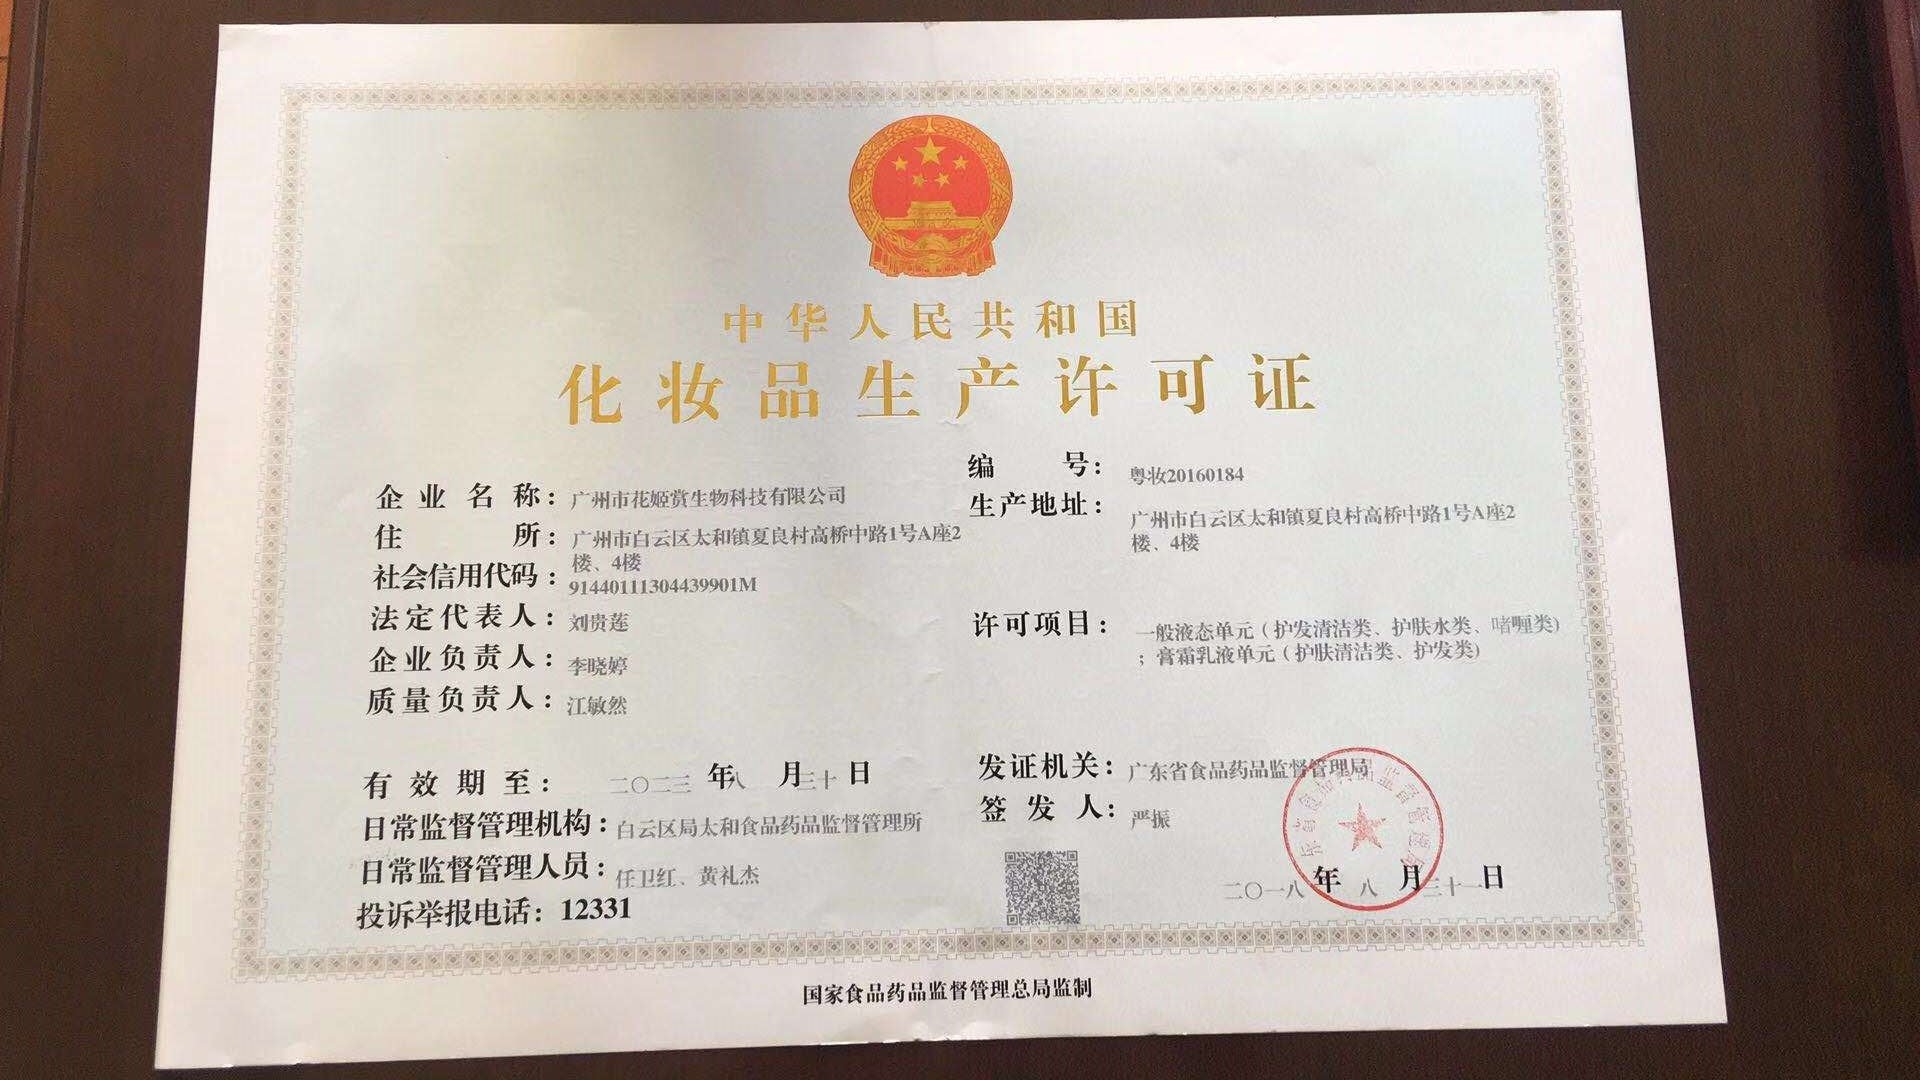 中华人民共和国
化妆品生产许可证
企业名称：广州市花姬赏生物科技有限公司
住所：广州市白云区太和镇夏良村高桥中路1号A座2
楼、4楼
社会信用代码：91440111304439901M
法定代表人：刘贵莲
企业负责人：李晓婷
质量负责人：江敏然
编号：粤妆20160184
生产地址：广州市白云区太和镇夏良村高桥中路1号A座2
楼、4楼
许可项目：一般液态单元（护发清洁类、护肤水类、啫喱类)
；膏霜乳液单元（护肤清洁类、护发类)
有效期至：二〇二三年八月三十日
日常监督管理机构：白云区局太和食品药品监督管理所
日常监督管理人员：任卫红、黄礼杰
投诉举报电话：12331
发证机关：广东省食品药品监督管理局
签发人：严振
二〇一八年八月三十一日
国家食品药品监督管理总局监制